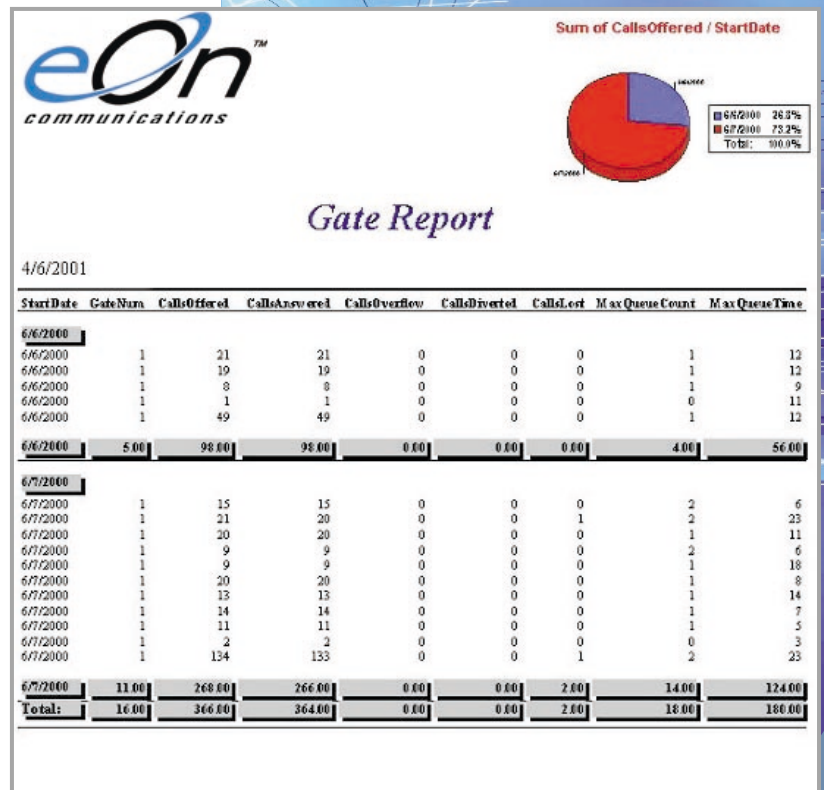 eOn™
communications
Sum of CallsOffered / StartDate
6/6/2000
6/6/2000 26.8%
6/7/2000 73.2%
Total: 100.0%
6/7/2000
Gate Report
4/6/2001
StartDate GateNum CallsOffered CallsAnswered CallsOverflow CallsDiverted CallsLost MaxQueueCount MaxQueueTime
6/6/2000
6/6/2000 1 21 21 0 0 0 1 12
6/6/2000 1 19 19 0 0 0 1 12
6/6/2000 1 8 8 0 0 0 1 9
6/6/2000 1 1 1 0 0 0 0 11
6/6/2000 1 49 49 0 0 0 1 12
6/6/2000 5.00 98.00 98.00 0.00 0.00 0.00 4.00 56.00
6/7/2000
6/7/2000 1 15 15 0 0 0 2 6
6/7/2000 1 21 20 0 0 1 2 23
6/7/2000 1 20 20 0 0 0 1 11
6/7/2000 1 9 9 0 0 0 2 6
6/7/2000 1 9 9 0 0 0 1 18
6/7/2000 1 20 20 0 0 0 1 8
6/7/2000 1 13 13 0 0 0 1 14
6/7/2000 1 14 14 0 0 0 1 7
6/7/2000 1 11 11 0 0 0 1 5
6/7/2000 1 2 2 0 0 0 0 3
6/7/2000 1 134 133 0 0 1 2 23
6/7/2000 11.00 268.00 266.00 0.00 0.00 2.00 14.00 124.00
Total: 16.00 366.00 364.00 0.00 0.00 2.00 18.00 180.00